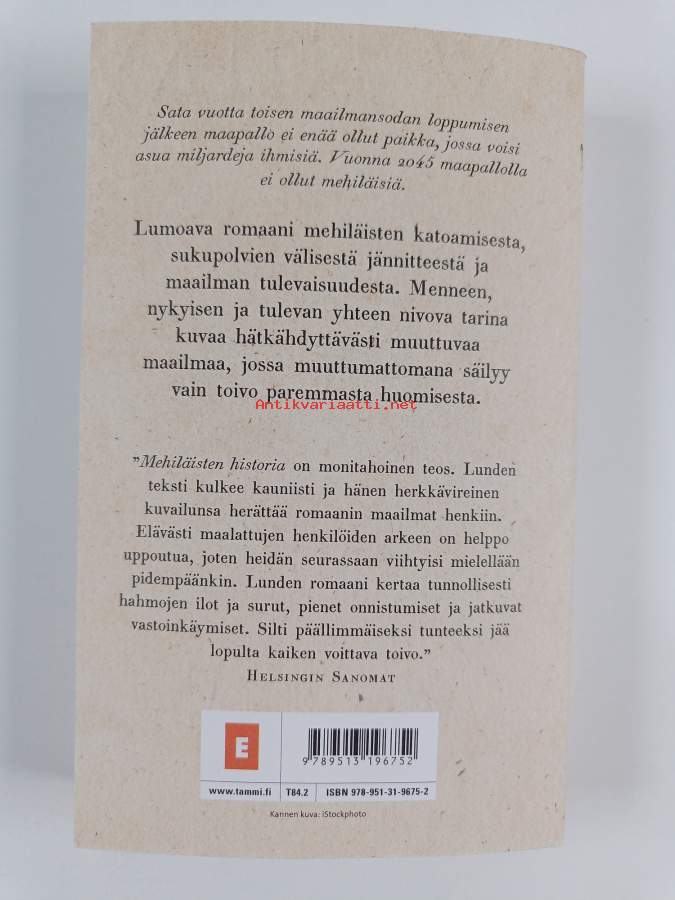 Sata vuotta toisen maailmansodan loppumisen
jälkeen maapallo ei enää ollut paikka, jossa voisi
asua miljardeja ihmisiä. Vuonna 2045 maapallolla
ei ollut mehiläisiä.
Lumoava romaani mehiläisten katoamisesta,
sukupolvien välisestä jännitteestä ja
maailman tulevaisuudesta. Menneen,
nykyisen ja tulevan yhteen nivova tarina
kuvaa hätkähdyttävästi muuttuvaa
maailmaa, jossa muuttumattomana säilyy
vain toivo paremmasta huomisesta.
Antikvariaatti.net
”Mehiläisten historia on monitahoinen teos. Lunden
teksti kulkee kauniisti ja hänen herkkävireinen
kuvailunsa herättää romaanin maailmat henkiin.
Elävästi maalattujen henkilöiden arkeen on helppo
uppoutua, joten heidän seurassaan viihtyisi mielellään
pidempäänkin. Lunden romaani kertaa tunnollisesti
hahmojen ilot ja surut, pienet onnistumiset ja jatkuvat
vastoinkäymiset. Silti päällimmäiseksi tunteeksi jää
lopulta kaiken voittava toivo.”
Helsingin Sanomat
E
9 789513 196752
www.tammi.fi T84.2 ISBN 978-951-31-9675-2
Kannen kuva: iStockphoto